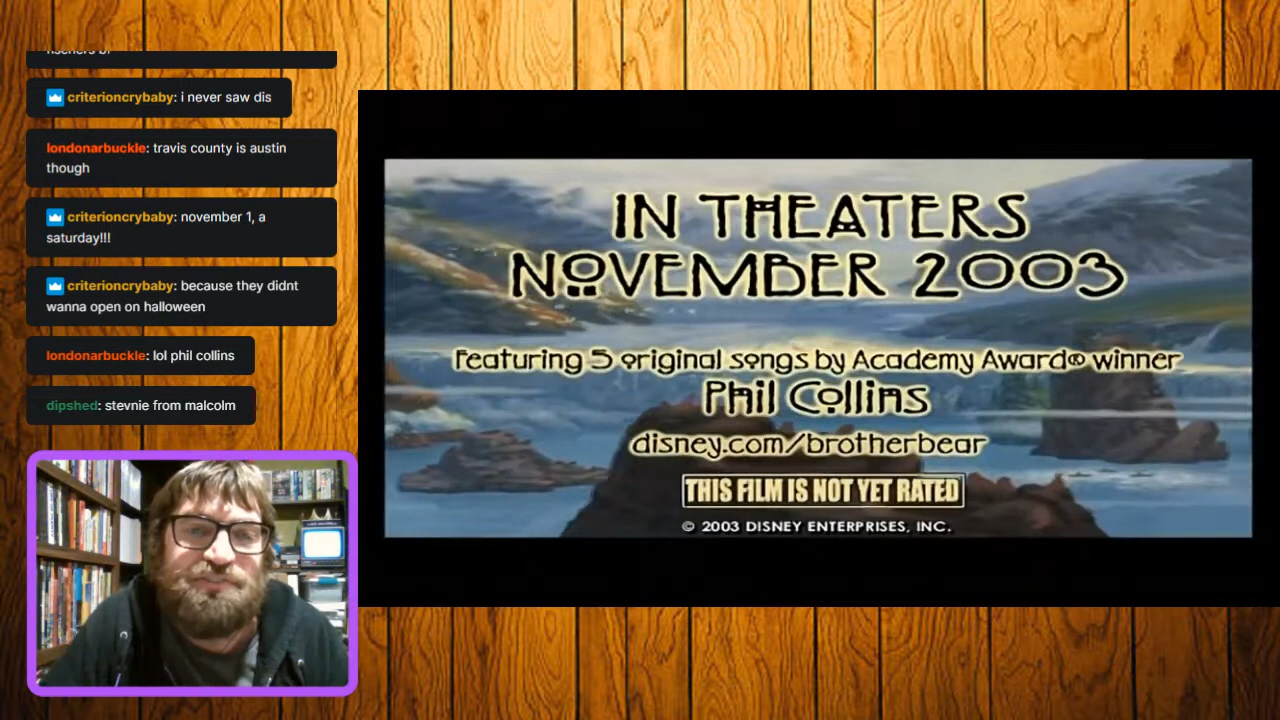 criterioncrybaby: i never saw dis
londonarbuckle: travis county is austin
though
criterioncrybaby: november 1, a
saturday!!!
criterioncrybaby: because they didnt
wanna open on halloween
londonarbuckle: lol phil collins
dipshed: stevnie from malcolm
IN THEATERS
NOVEMBER 2003
Featuring 5 original songs by Academy Award® winner
Phil Collins
disney.com/brotherbear
THIS FILM IS NOT YET RATED
© 2003 DISNEY ENTERPRISES, INC.